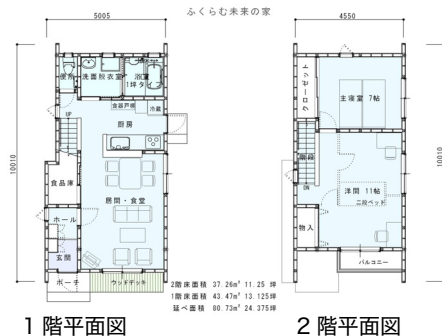 ふくらむ未来の家
5005
4550
便所
洗面脱衣室
浴室
1坪タイプ
食器戸棚
冷蔵
UP
厨房
10010
食品庫
居間・食堂
ホール
玄関
ポーチ
ウッドデッキ
クローゼット
主寝室 7帖
階段
DN
洋間 11帖
二段ベッド
物入
バルコニー
10010
2階床面積 37.26m² 11.25 坪
1階床面積 43.47m² 13.125坪
延べ面積 80.73m² 24.375坪
1 階平面図
2 階平面図